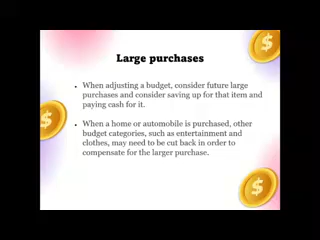 Large purchases
When adjusting a budget, consider future large
purchases and consider saving up for that item and
paying cash for it.
When a home or automobile is purchased, other
budget categories, such as entertainment and
clothes, may need to be cut back in order to
compensate for the larger purchase.
$
$
$